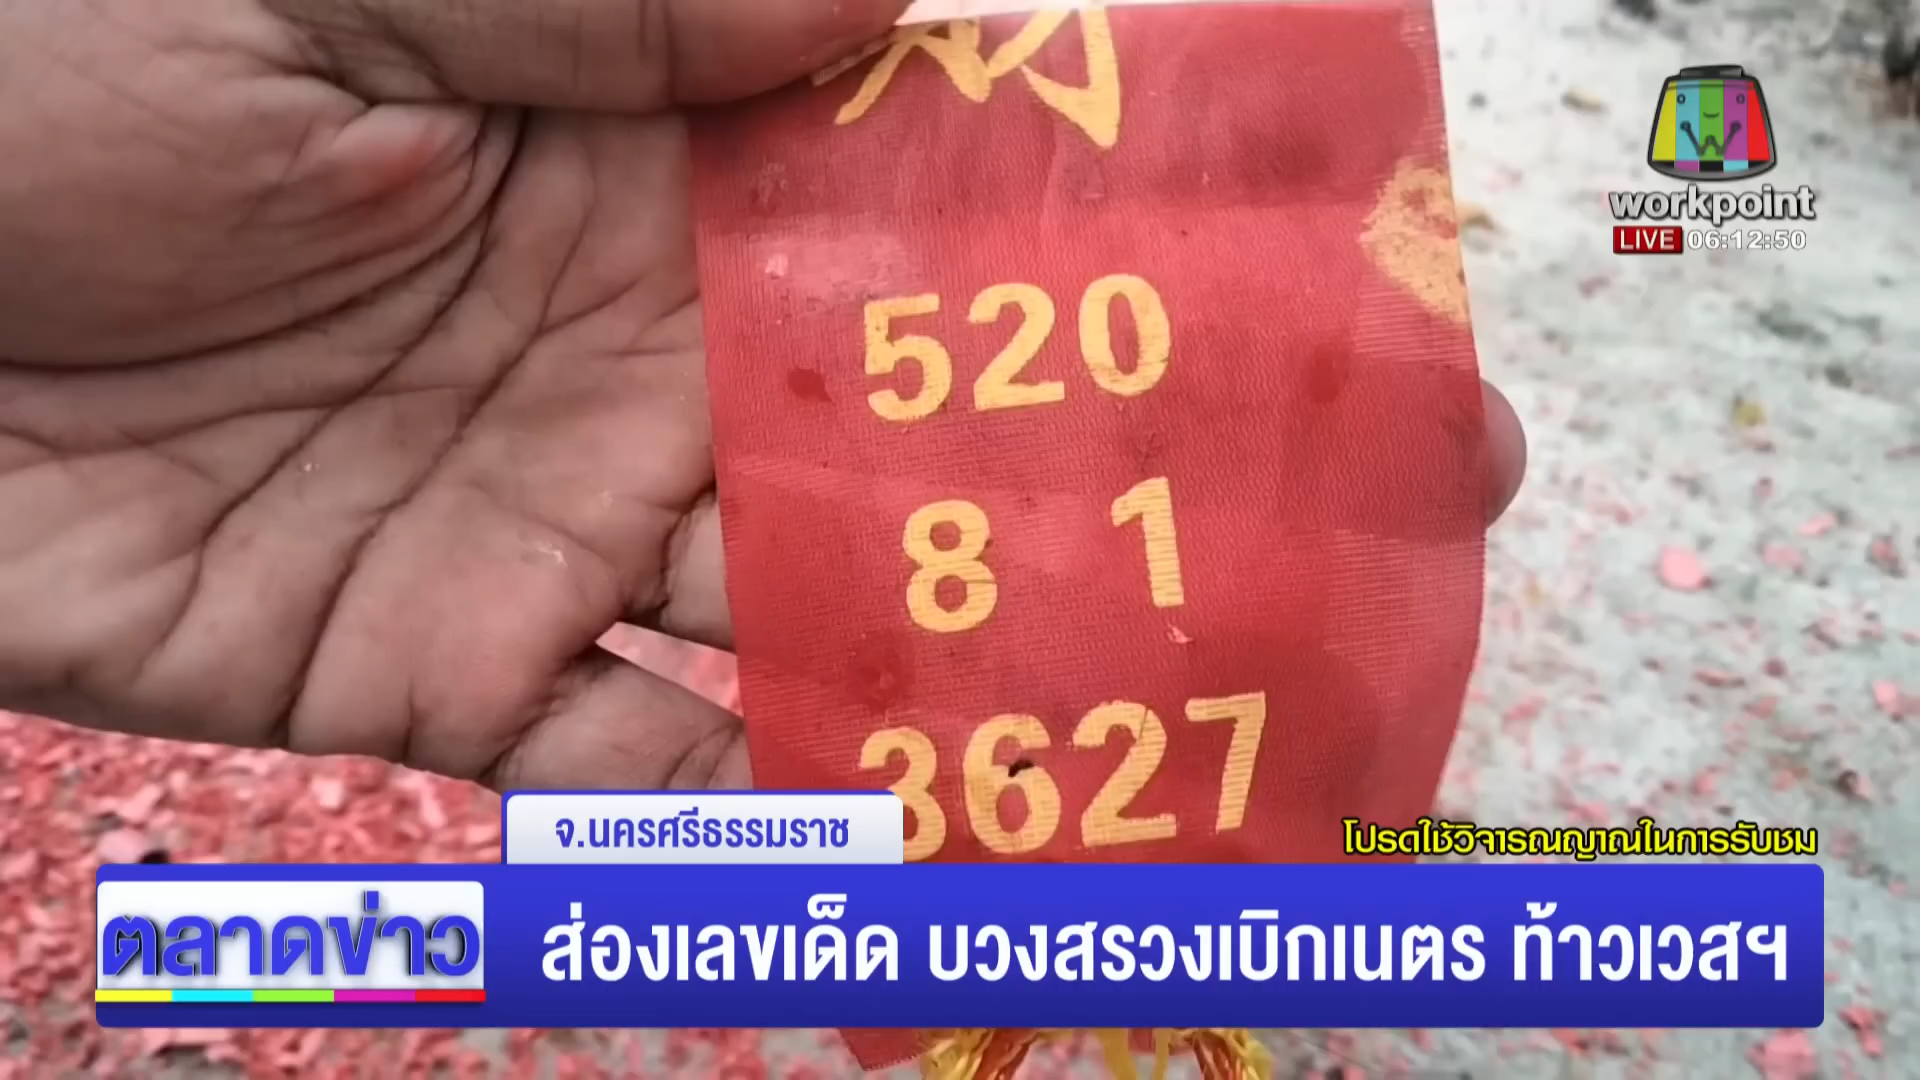 财
workpoint
LIVE 06:12:50
520
8 1
3627
จ.นครศรีธรรมราช
โปรดใช้วิจารณญาณในการรับชม
ตลาดข่าว
ส่องเลขเด็ด บวงสรวงเบิกเนตร ท้าวเวสฯ